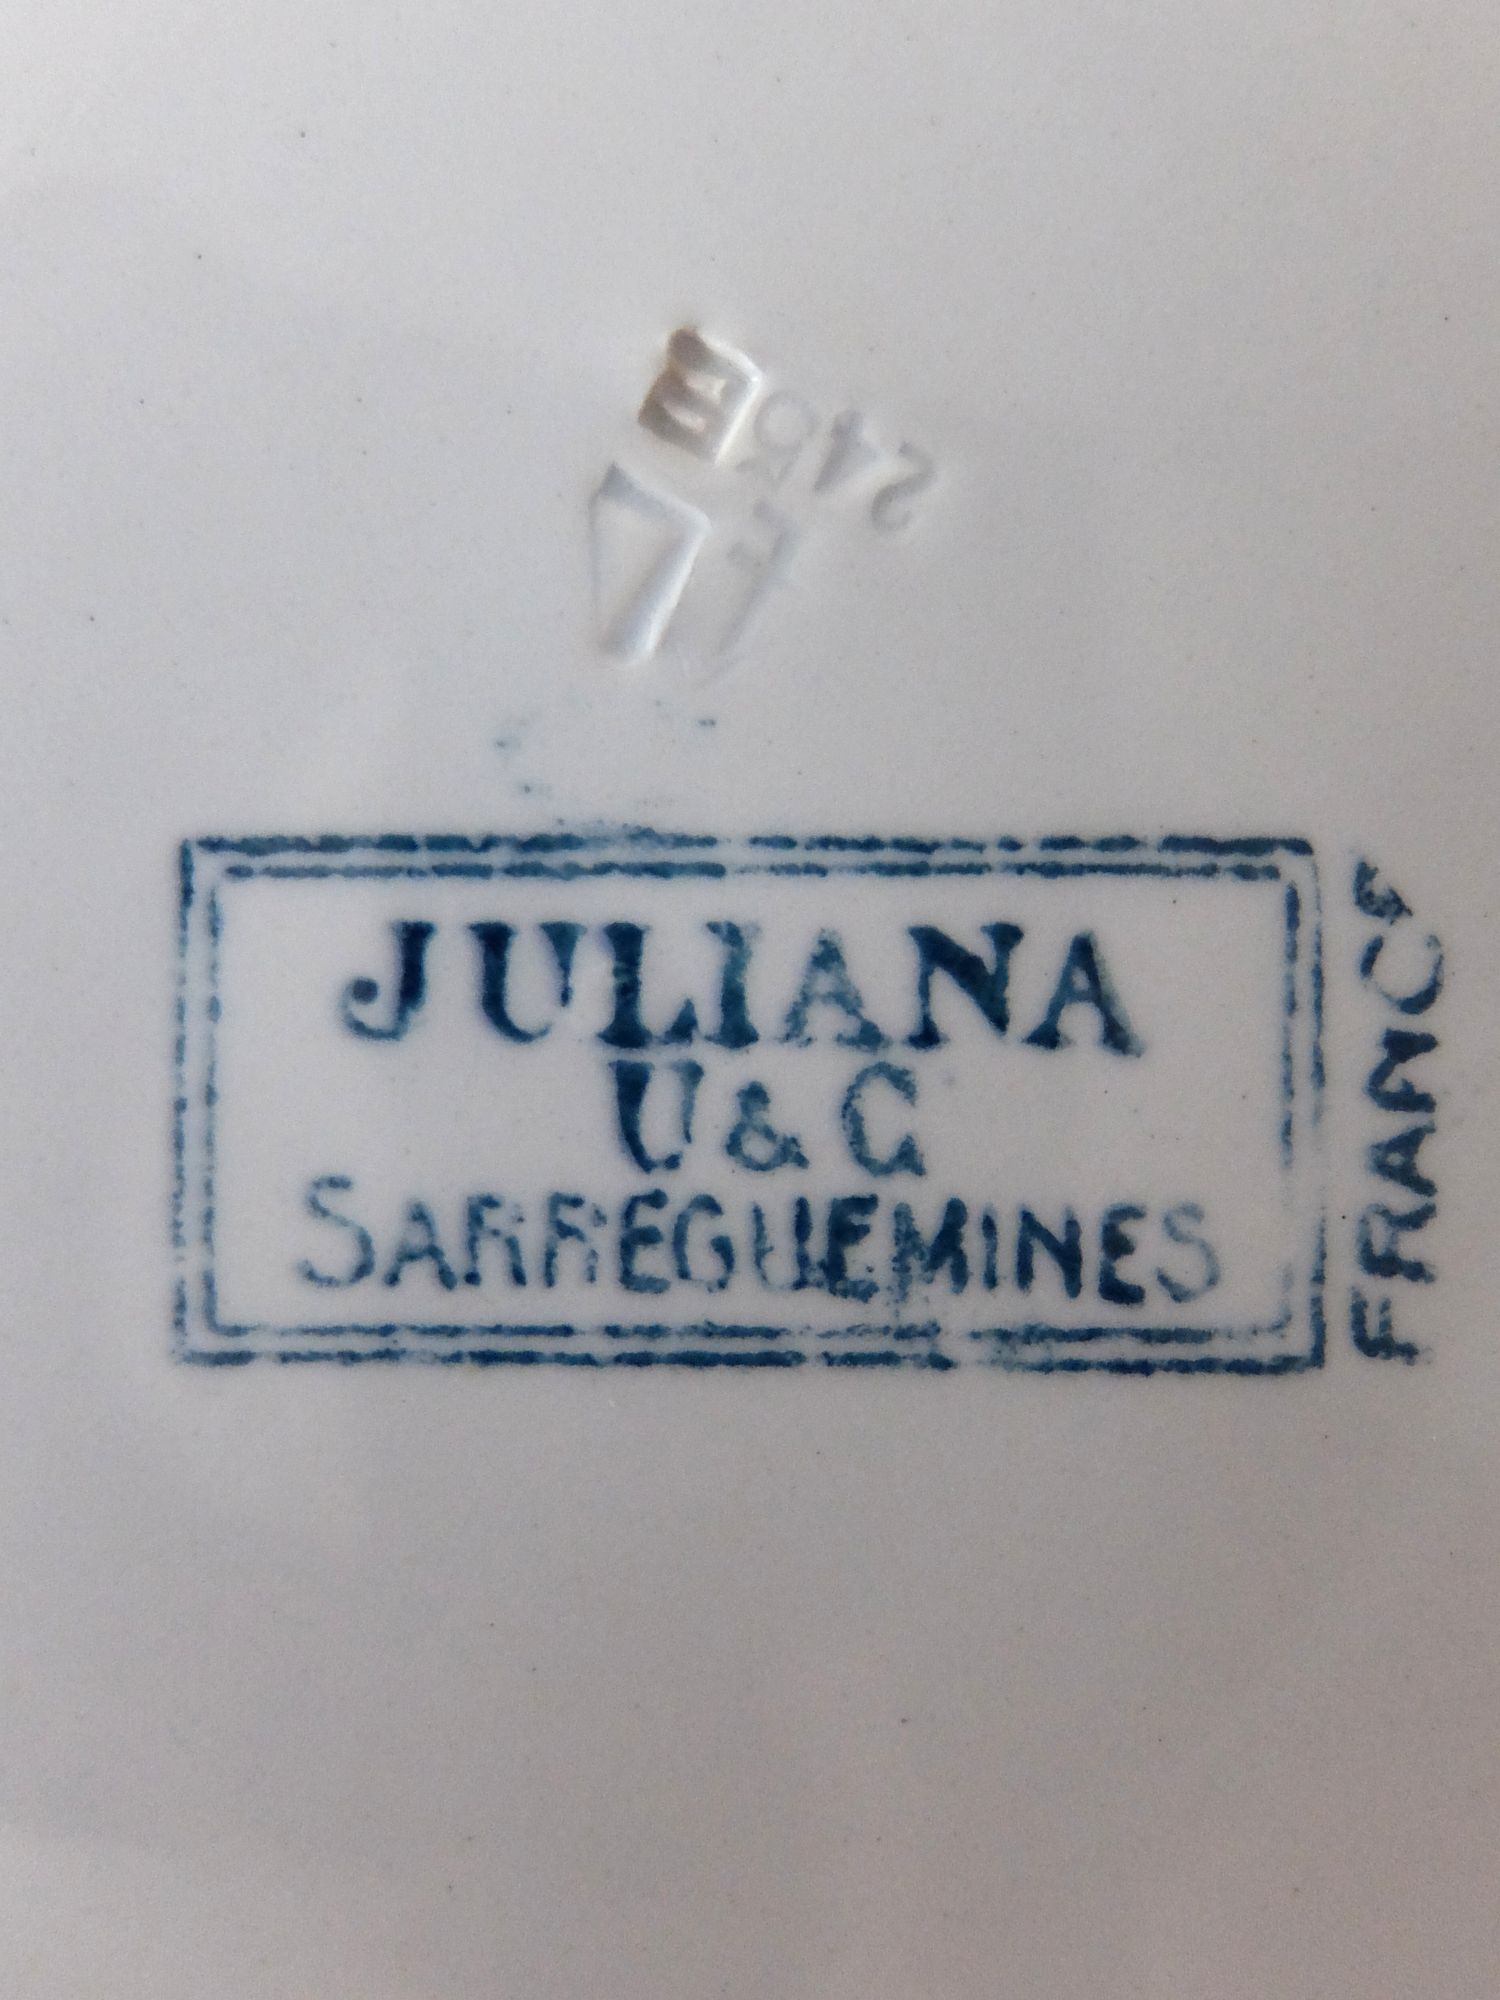 JULIANA
U & C
SARREGUEMINES
FRANCE